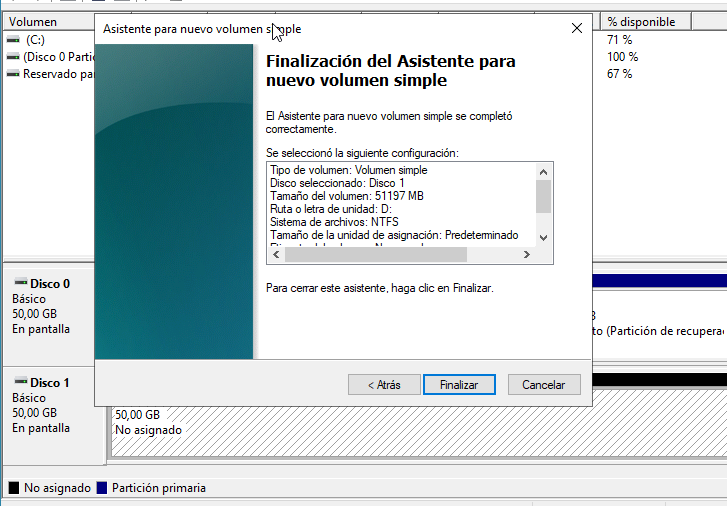 Volumen
% disponible
(C:)
71 %
(Disco 0 Parti
100 %
Reservado pa
67 %
Asistente para nuevo volumen simple
Finalización del Asistente para
nuevo volumen simple
El Asistente para nuevo volumen simple se completó
correctamente.
Se seleccionó la siguiente configuración:
Tipo de volumen: Volumen simple
Disco seleccionado: Disco 1
Tamaño del volumen: 51197 MB
Ruta o letra de unidad: D:
Sistema de archivos: NTFS
Tamaño de la unidad de asignación: Predeterminado
Para cerrar este asistente, haga clic en Finalizar.
< Atrás
Finalizar
Cancelar
Disco 0
Básico
50,00 GB
En pantalla
to (Partición de recupera
Disco 1
Básico
50,00 GB
En pantalla
50,00 GB
No asignado
No asignado
Partición primaria